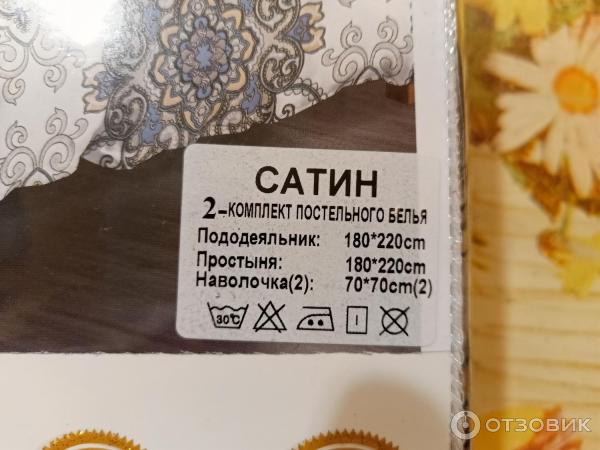 САТИН
2-КОМПЛЕКТ ПОСТЕЛЬНОГО БЕЛЬЯ
Пододеяльник: 180*220cm
Простыня: 180*220cm
Наволочка(2): 70*70cm(2)
30°C
ОТЗОВИК